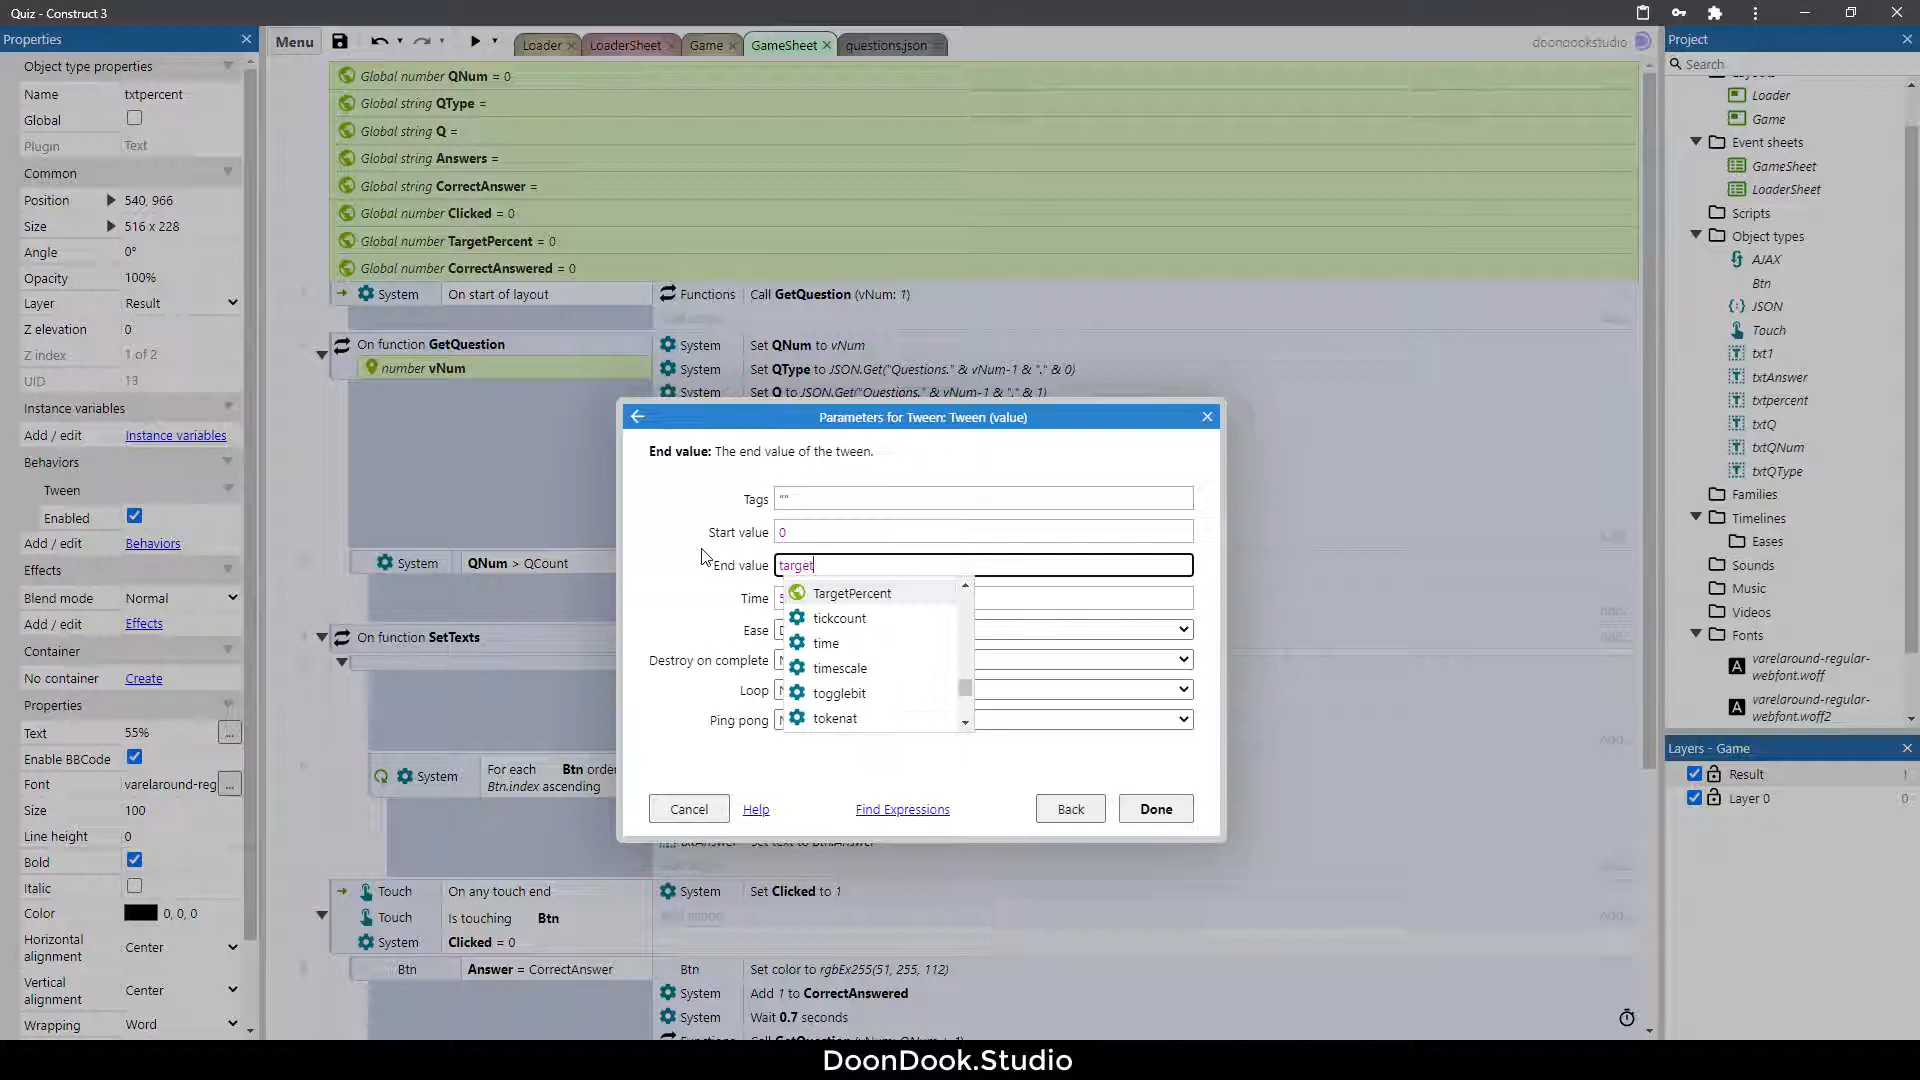 Quiz - Construct 3
Properties
Menu
Loader
LoaderSheet
Game
GameSheet
questions.json
doondookstudio
Project
Object type properties
Name txtpercent
Global
Plugin Text
Common
Position 540, 966
Size 516 x 228
Angle 0°
Opacity 100%
Layer Result
Z elevation 0
Z index 1 of 2
UID 13
Instance variables
Add / edit Instance variables
Behaviors
Tween
Enabled
Add / edit Behaviors
Effects
Blend mode Normal
Add / edit Effects
Container
No container Create
Properties
Text 55% ...
Enable BBCode
Font varelaround-reg ...
Size 100
Line height 0
Bold
Italic
Color 0, 0, 0
Horizontal alignment Center
Vertical alignment Center
Wrapping Word
Global number QNum = 0
Global string QType =
Global string Q =
Global string Answers =
Global string CorrectAnswer =
Global number Clicked = 0
Global number TargetPercent = 0
Global number CorrectAnswered = 0
System On start of layout Functions Call GetQuestion (vNum: 1)
On function GetQuestion System Set QNum to vNum
number vNum System Set QType to JSON.Get("Questions." & vNum-1 & "." & 0)
System Set Q to JSON.Get("Questions." & vNum-1 & "." & 1)
System QNum > QCount
On function SetTexts
System For each Btn order
Btn.index ascending
Parameters for Tween: Tween (value)
End value: The end value of the tween.
Tags ""
Start value 0
End value target
Time
Ease
Destroy on complete
Loop
Ping pong
TargetPercent
tickcount
time
timescale
togglebit
tokenat
Cancel Help Find Expressions Back Done
Touch On any touch end System Set Clicked to 1
Touch Is touching Btn
System Clicked = 0
Btn Answer = CorrectAnswer Btn Set color to rgbEx255(51, 255, 112)
System Add 1 to CorrectAnswered
System Wait 0.7 seconds
Search
Loader
Game
Event sheets
GameSheet
LoaderSheet
Scripts
Object types
AJAX
Btn
JSON
Touch
txt1
txtAnswer
txtpercent
txtQ
txtQNum
txtQType
Families
Timelines
Eases
Sounds
Music
Videos
Fonts
varelaround-regular-
webfont.woff
varelaround-regular-
webfont.woff2
Layers - Game
Result 1
Layer 0 0
DoonDook.Studio